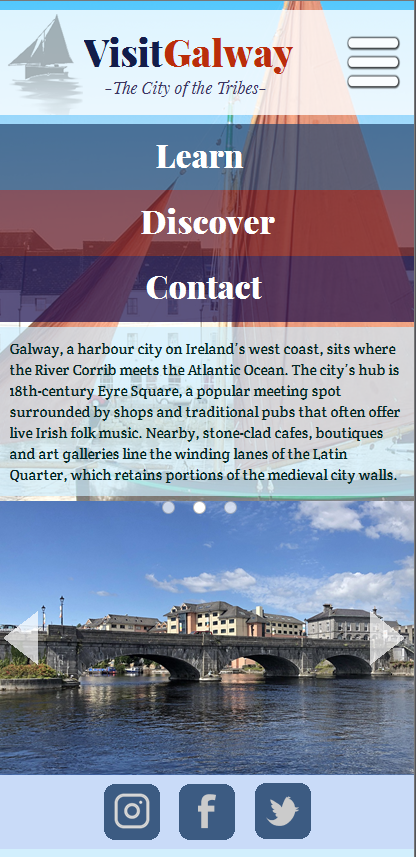 VisitGalway
-The City of the Tribes-
Learn
Discover
Contact
Galway, a harbour city on Ireland's west coast, sits where
the River Corrib meets the Atlantic Ocean. The city's hub is
18th-century Eyre Square, a popular meeting spot
surrounded by shops and traditional pubs that often offer
live Irish folk music. Nearby, stone-clad cafes, boutiques
and art galleries line the winding lanes of the Latin
Quarter, which retains portions of the medieval city walls.